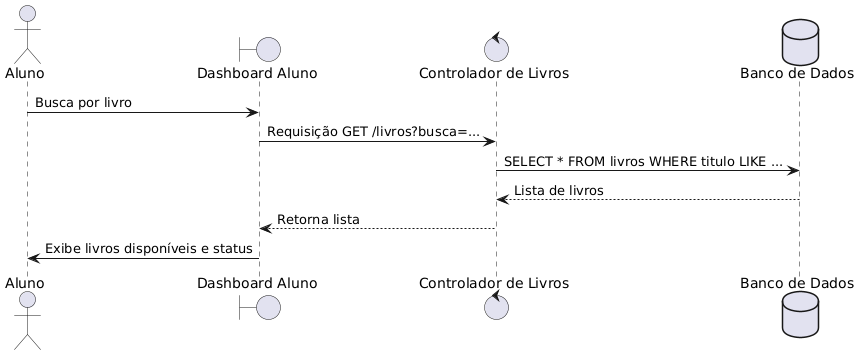 Aluno
Dashboard Aluno
Controlador de Livros
Banco de Dados
Busca por livro
Requisição GET /livros?busca=...
SELECT * FROM livros WHERE titulo LIKE ...
Lista de livros
Retorna lista
Exibe livros disponíveis e status
Aluno
Dashboard Aluno
Controlador de Livros
Banco de Dados